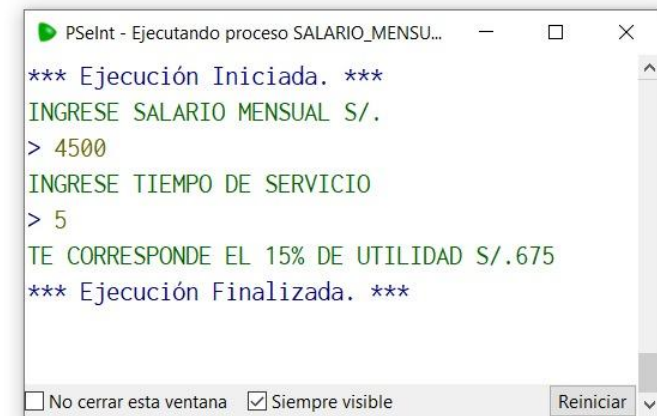 PSeInt - Ejecutando proceso SALARIO_MENSU...
*** Ejecución Iniciada. ***
INGRESE SALARIO MENSUAL S/.
> 4500
INGRESE TIEMPO DE SERVICIO
> 5
TE CORRESPONDE EL 15% DE UTILIDAD S/.675
*** Ejecución Finalizada. ***
No cerrar esta ventana Siempre visible Reiniciar